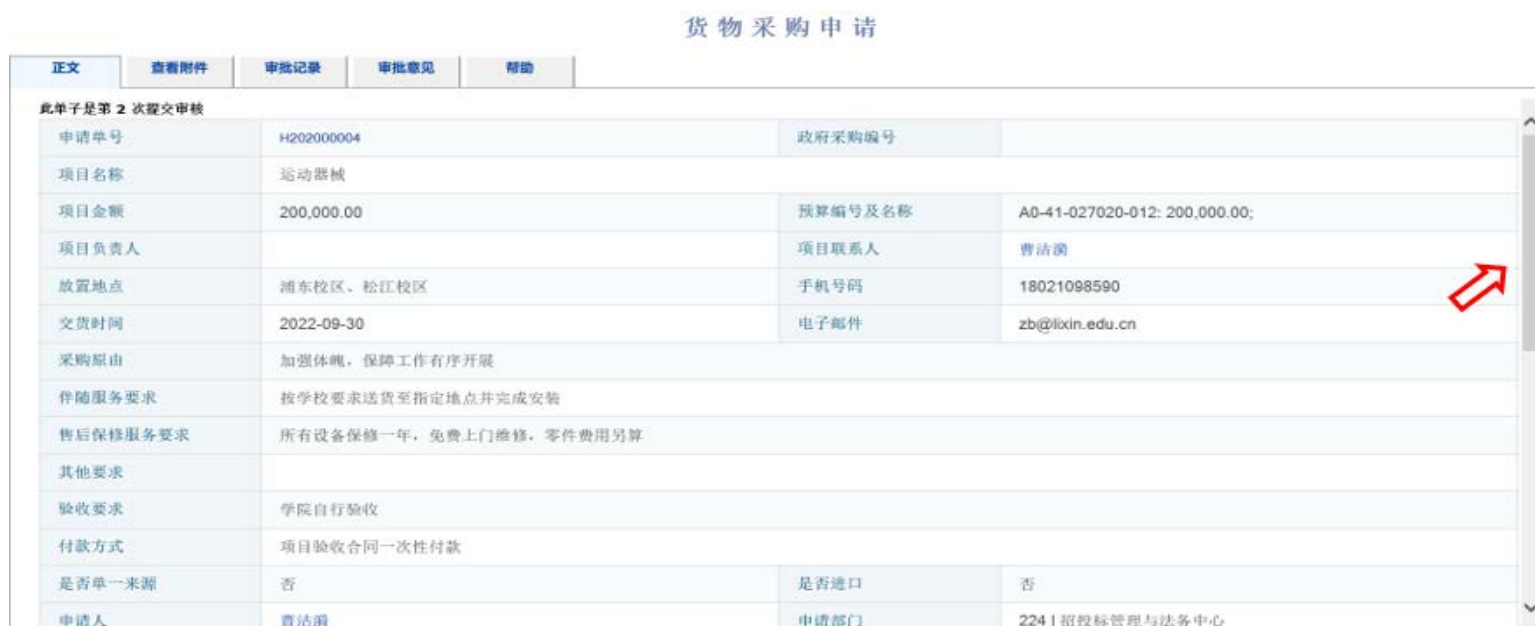 货物采购申请
正文 查看附件 审批记录 审批意见 帮助
此单子是第 2 次提交审核
申请单号 H202000004 政府采购编号
项目名称 运动器械
项目金额 200,000.00 预算编号及名称 A0-41-027020-012: 200,000.00;
项目负责人 项目联系人 曹洁
放置地点 浦东校区、松江校区 手机号码 18021098590
交货时间 2022-09-30 电子邮件 zb@lixin.edu.cn
采购原由 加强体魄，保障工作有序开展
伴随服务要求 按学校要求送货至指定地点并完成安装
售后保修服务要求 所有设备保修一年，免费上门维修，零件费用另算
其他要求
验收要求 学院自行验收
付款方式 项目验收合同一次性付款
是否单一来源 否 是否进口 否
申请人 申请部门 224 | 招投标管理与法务中心